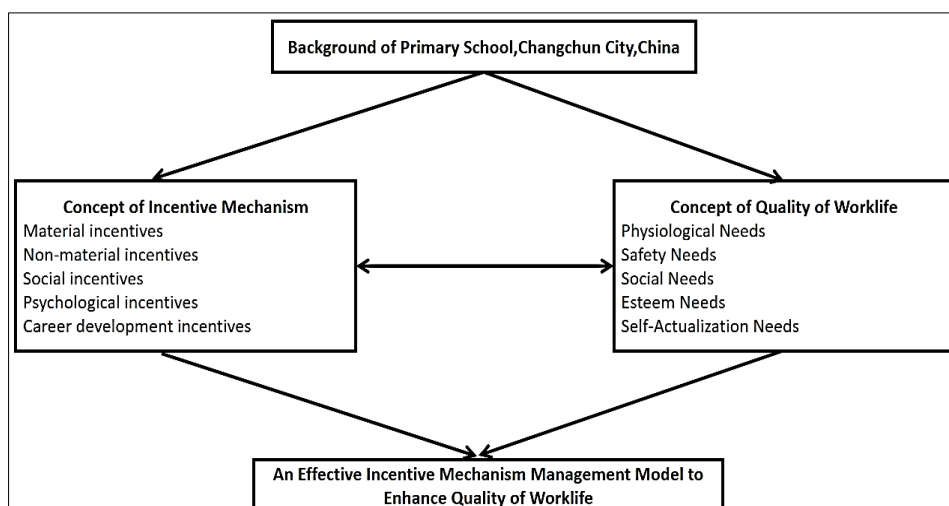 Background of Primary School,Changchun City,China
Concept of Incentive Mechanism
Material incentives
Non-material incentives
Social incentives
Psychological incentives
Career development incentives
Concept of Quality of Worklife
Physiological Needs
Safety Needs
Social Needs
Esteem Needs
Self-Actualization Needs
An Effective Incentive Mechanism Management Model to
Enhance Quality of Worklife